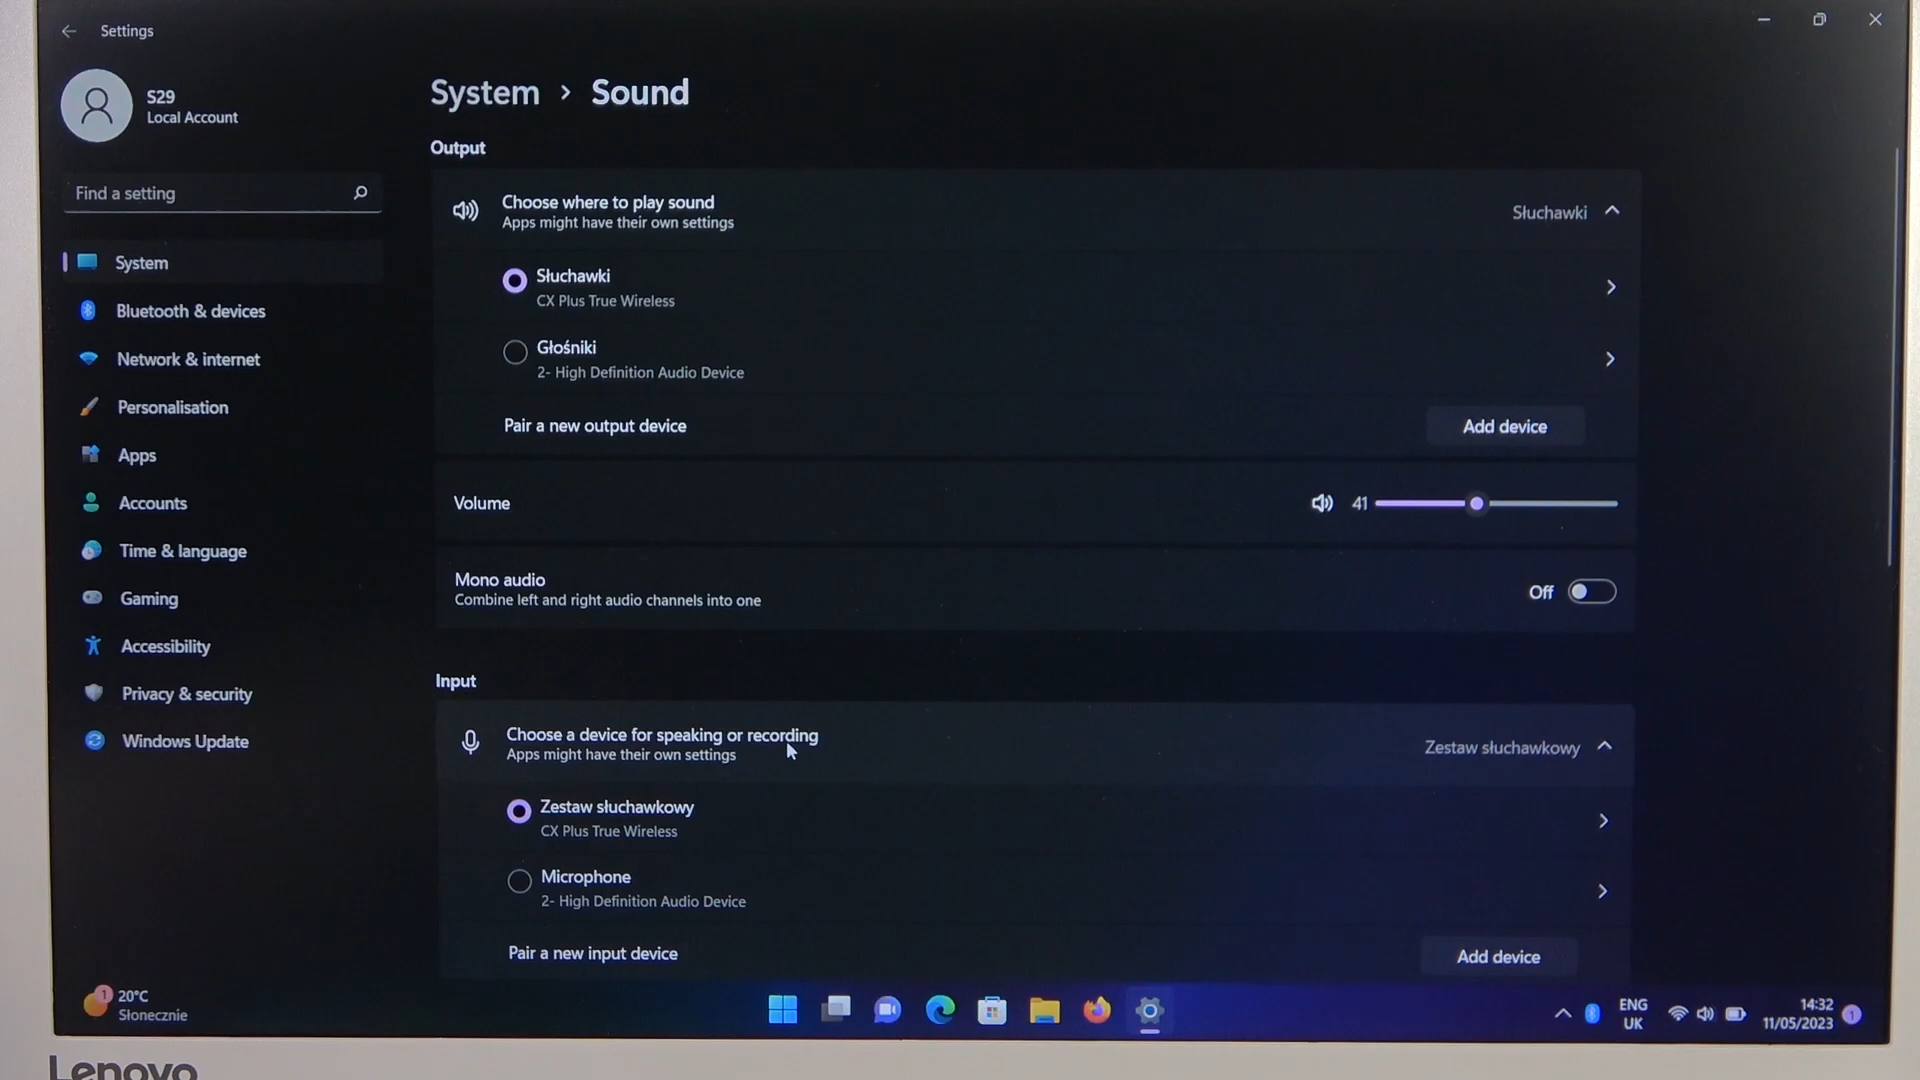 Settings
S29
Local Account
Find a setting
System
Bluetooth & devices
Network & internet
Personalisation
Apps
Accounts
Time & language
Gaming
Accessibility
Privacy & security
Windows Update
System > Sound
Output
Choose where to play sound
Apps might have their own settings
Słuchawki
Słuchawki
CX Plus True Wireless
Głośniki
2- High Definition Audio Device
Pair a new output device
Add device
Volume
41
Mono audio
Combine left and right audio channels into one
Off
Input
Choose a device for speaking or recording
Apps might have their own settings
Zestaw słuchawkowy
Zestaw słuchawkowy
CX Plus True Wireless
Microphone
2- High Definition Audio Device
Pair a new input device
Add device
1
20°C
Słonecznie
ENG
UK
14:32
11/05/2023
1
Lenovo